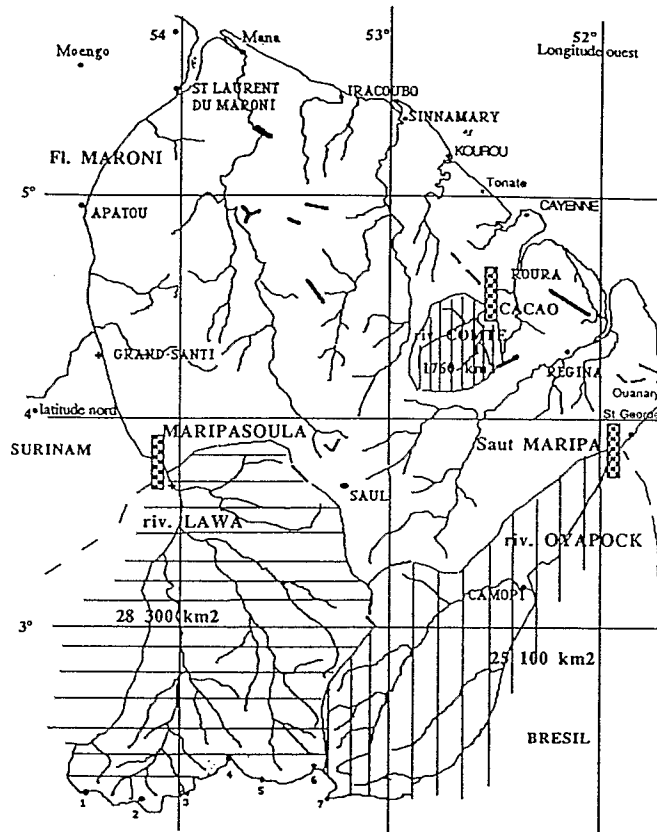 54
53°
52°
Moengo
Mana
Longitude ouest
ST LAURENT
DU MARONI
IRACOUBO
SINNAMARY
KOUROU
Fl. MARONI
Tonate
5°
APATOU
CAYENNE
ROURA
CACAO
riv. COMTE
1760 km2
GRAND-SANTI
REGINA
Ouanary
4°
latitude nord
St George
MARIPASOULA
SURINAM
Saut MARIPA
SAUL
riv. LAWA
riv. OYAPOCK
CAMOPI
28 300 km2
3°
25 100 km2
BRESIL
1
2
3
4
5
6
7